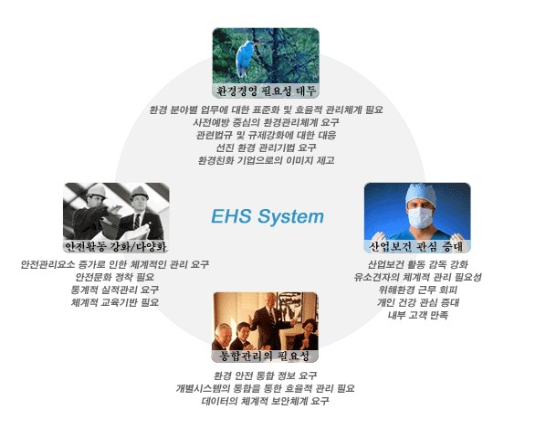 환경경영 필요성 대두
환경 분야별 업무에 대한 표준화 및 효율적 관리체계 필요
사전예방 중심의 환경관리체계 요구
관련법규 및 규제강화에 대한 대응
선진 환경 관리기법 요구
환경친화 기업으로의 이미지 제고
EHS System
안전활동 강화/다양화
안전관리요소 증가로 인한 체계적인 관리 요구
안전문화 정착 필요
통계적 실적관리 요구
체계적 교육기반 필요
산업보건 관심 증대
산업보건 활동 감독 강화
유소견자의 체계적 관리 필요성
위해환경 근무 회피
개인 건강 관심 증대
내부 고객 만족
통합관리의 필요성
환경 안전 통합 정보 요구
개별시스템의 통합을 통한 효율적 관리 필요
데이터의 체계적 보안체계 요구